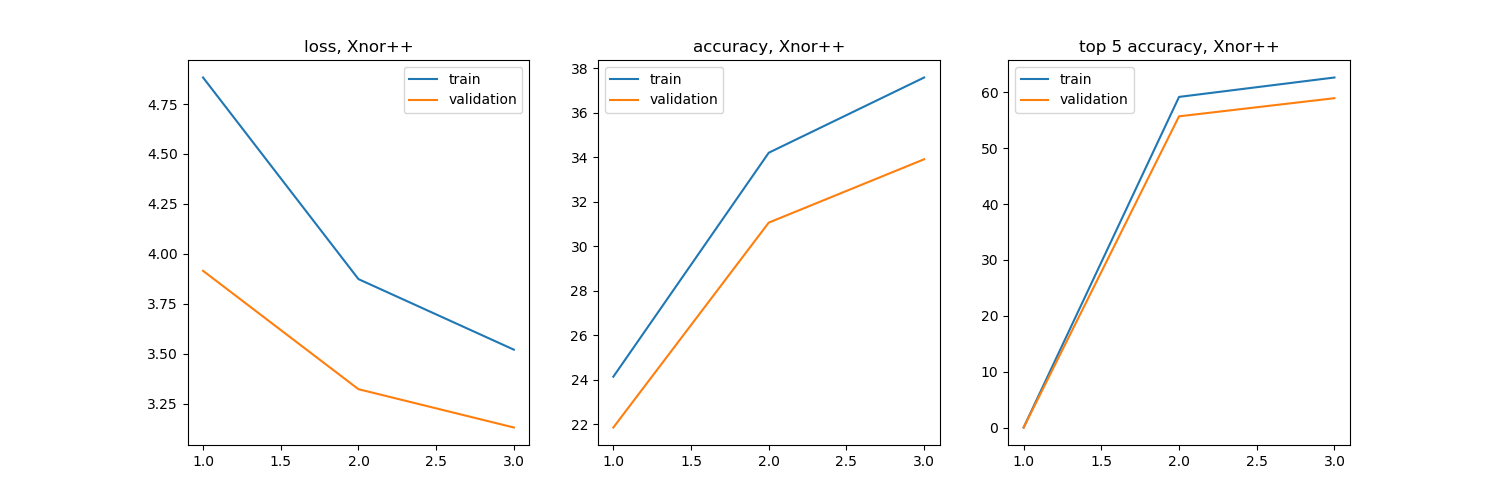 loss, Xnor++
train
validation
4.75
4.50
4.25
4.00
3.75
3.50
3.25
1.0 1.5 2.0 2.5 3.0
accuracy, Xnor++
train
validation
38
36
34
32
30
28
26
24
22
1.0 1.5 2.0 2.5 3.0
top 5 accuracy, Xnor++
train
validation
60
50
40
30
20
10
0
1.0 1.5 2.0 2.5 3.0